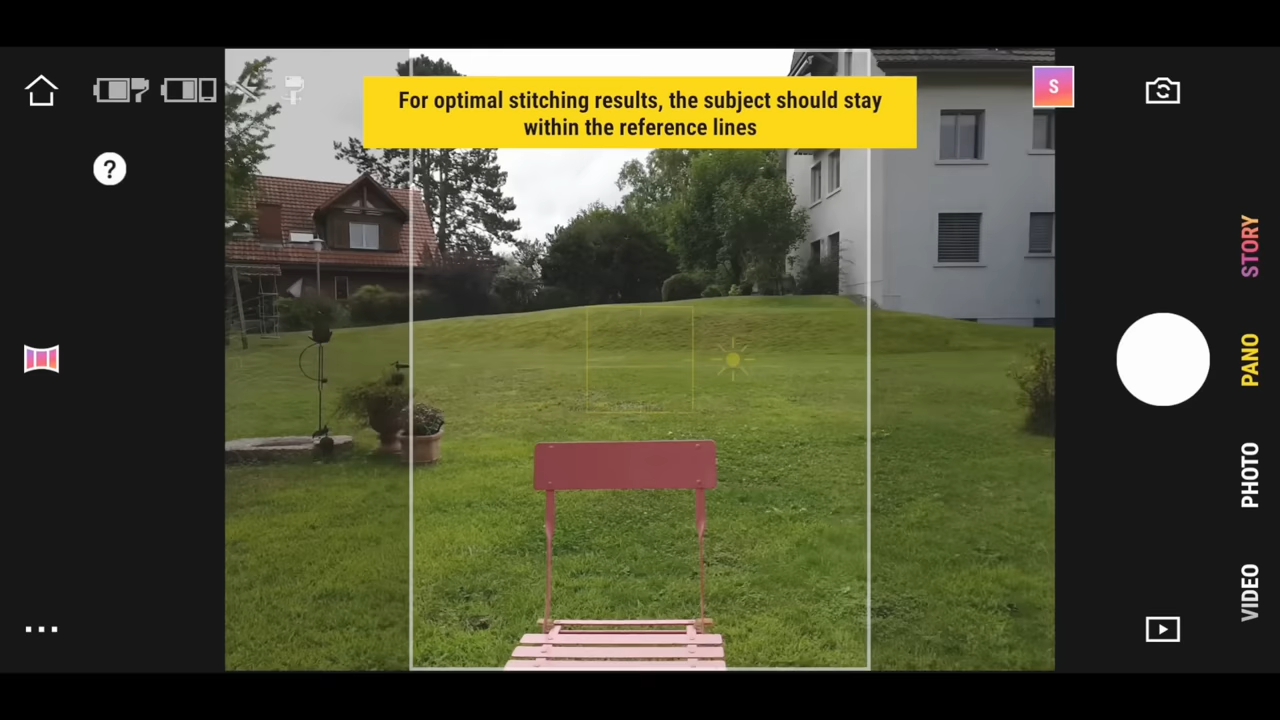 For optimal stitching results, the subject should stay
within the reference lines
S
?
STORY
PANO
PHOTO
VIDEO